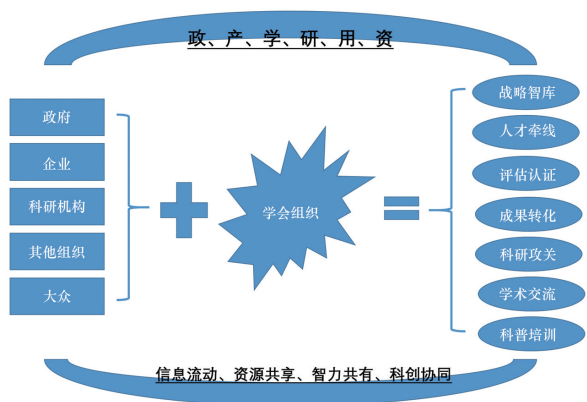 政、产、学、研、用、资
政府
企业
科研机构
其他组织
大众
学会组织
战略智库
人才牵线
评估认证
成果转化
科研攻关
学术交流
科普培训
信息流动、资源共享、智力共有、科创协同